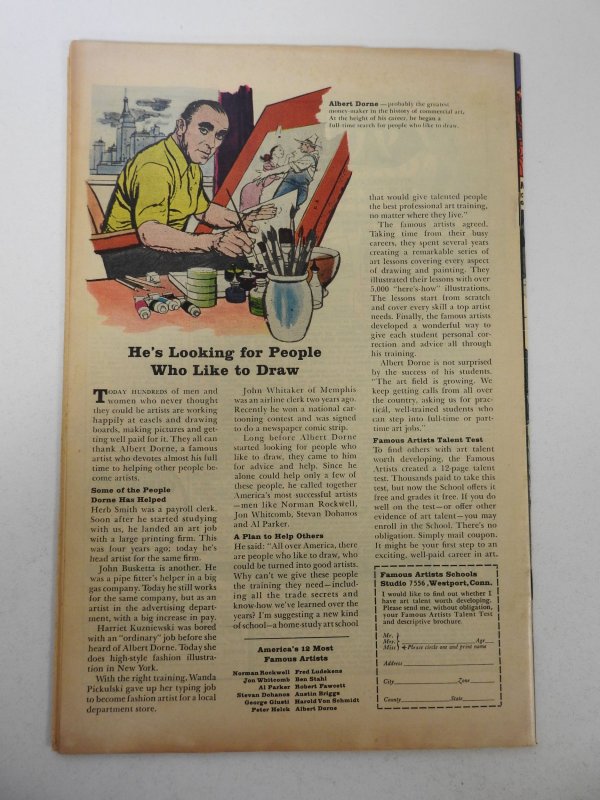 Albert Dorne—probably the greatest
money-maker in the history of commercial art.
At the height of his career, he began a
full-time search for people who like to draw.
He's Looking for People
Who Like to Draw
TODAY HUNDREDS of men and
women who never thought
they could be artists are working
happily at easels and drawing
boards, making pictures and get-
ting well paid for it. They all can
thank Albert Dorne, a famous
artist who devotes almost his full
time to helping other people be-
come artists.
Some of the People
Dorne Has Helped
Herb Smith was a payroll clerk.
Soon after he started studying
with us, he landed an art job
with a large printing firm. This
was four years ago; today he's
head artist for the same firm.
John Busketta is another. He
was a pipe fitter's helper in a big
gas company. Today he still works
for the same company, but as an
artist in the advertising depart-
ment, with a big increase in pay.
Harriet Kuzniewski was bored
with an "ordinary" job before she
heard of Albert Dorne. Today she
does high-style fashion illustra-
tion in New York.
With the right training, Wanda
Pickulski gave up her typing job
to become fashion artist for a local
department store.
John Whitaker of Memphis
was an airline clerk two years ago.
Recently he won a national car-
tooning contest and was signed
to do a newspaper comic strip.
Long before Albert Dorne
started looking for people who
like to draw, they came to him
for advice and help. Since he
alone could help only a few of
these people, he called together
America's most successful artists
—men like Norman Rockwell,
Jon Whitcomb, Stevan Dohanos
and Al Parker.
A Plan to Help Others
He said: "All over America, there
are people who like to draw, who
could be turned into good artists.
Why can't we give these people
the training they need—includ-
ing all the trade secrets and
know-how we've learned over the
years? I'm suggesting a new kind
of school—a home-study art school
America's 12 Most
Famous Artists
Norman Rockwell Fred Ludekens
Jon Whitcomb Ben Stahl
Al Parker Robert Fawcett
Stevan Dohanos Austin Briggs
George Giusti Harold Von Schmidt
Peter Helck Albert Dorne
that would give talented people
the best professional art training,
no matter where they live."
The famous artists agreed.
Taking time from their busy
careers, they spent several years
creating a remarkable series of
art lessons covering every aspect
of drawing and painting. They
illustrated their lessons with over
5,000 "here's-how" illustrations.
The lessons start from scratch
and cover every skill a top artist
needs. Finally, the famous artists
developed a wonderful way to
give each student personal cor-
rection and advice all through
his training.
Albert Dorne is not surprised
by the success of his students.
"The art field is growing. We
keep getting calls from all over
the country, asking us for prac-
tical, well-trained students who
can step into full-time or part-
time art jobs."
Famous Artists Talent Test
To find others with art talent
worth developing, the Famous
Artists created a 12-page talent
test. Thousands paid to take this
test, but now the School offers it
free and grades it free. If you do
well on the test—or offer other
evidence of art talent—you may
enroll in the School. There's no
obligation. Simply mail coupon.
It might be your first step to an
exciting, well-paid career in art.
Famous Artists Schools
Studio 7556, Westport, Conn.
I would like to find out whether I
have art talent worth developing.
Please send me, without obligation,
your Famous Artists Talent Test
and descriptive brochure.
Mr.
Mrs. Age
Miss Please circle one and print name
Address
City Zone
County State